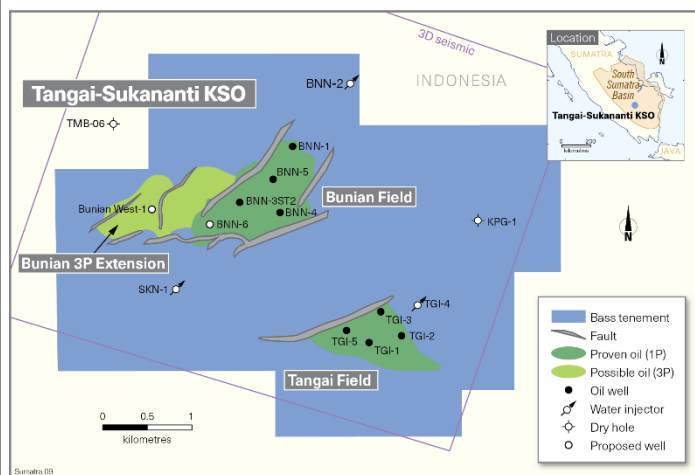 3D seismic
INDONESIA
Tangai-Sukananti KSO
BNN-2
TMB-06
BNN-1
BNN-5
BNN-3ST2
BNN-4
Bunian Field
Bunian West-1
BNN-6
KPG-1
Bunian 3P Extension
SKN-1
TGI-4
TGI-3
TGI-5
TGI-2
TGI-1
Tangai Field
0 0.5 1
kilometres
N
Location
SUMATRA
N
South
Sumatra
Basin
Tangai-Sukananti KSO
0 200
kilometres
JAVA
Bass tenement
Fault
Proven oil (1P)
Possible oil (3P)
Oil well
Water injector
Dry hole
Proposed well
Sumatra 09